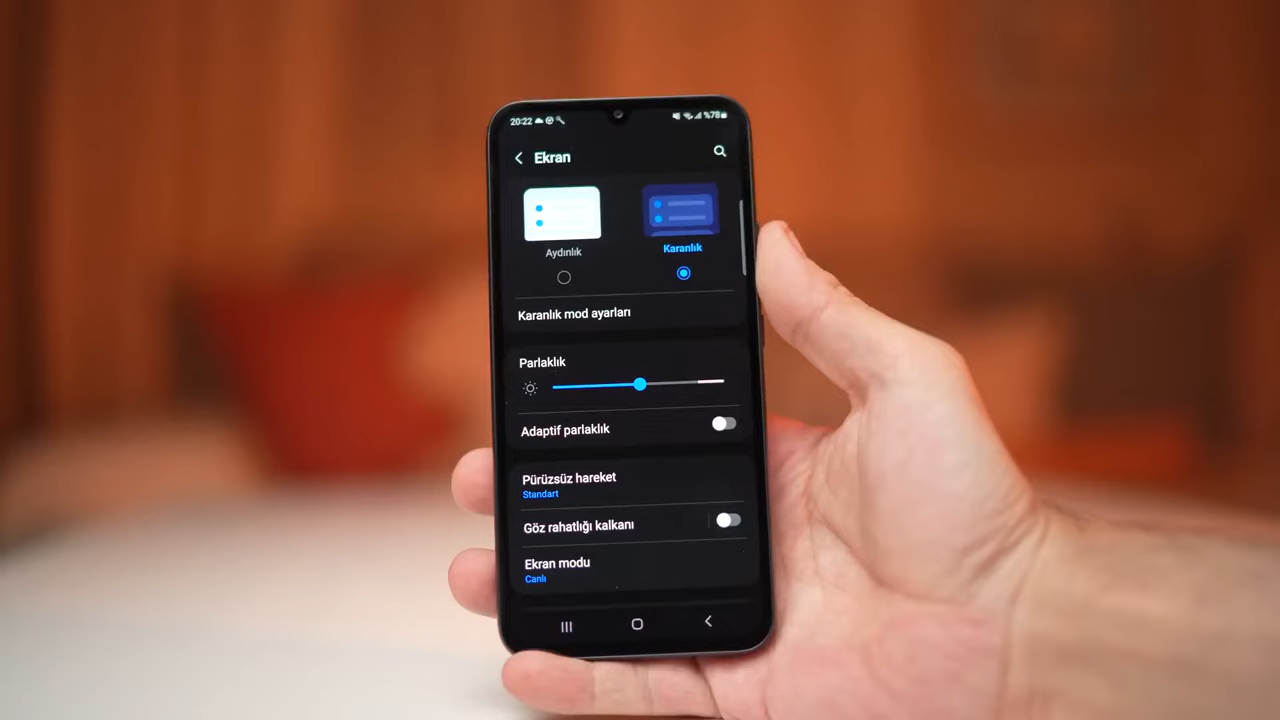 20:22 %78
Ekran
Aydınlık Karanlık
Karanlık mod ayarları
Parlaklık
Adaptif parlaklık
Pürüzsüz hareket
Standart
Göz rahatlığı kalkanı
Ekran modu
Canlı